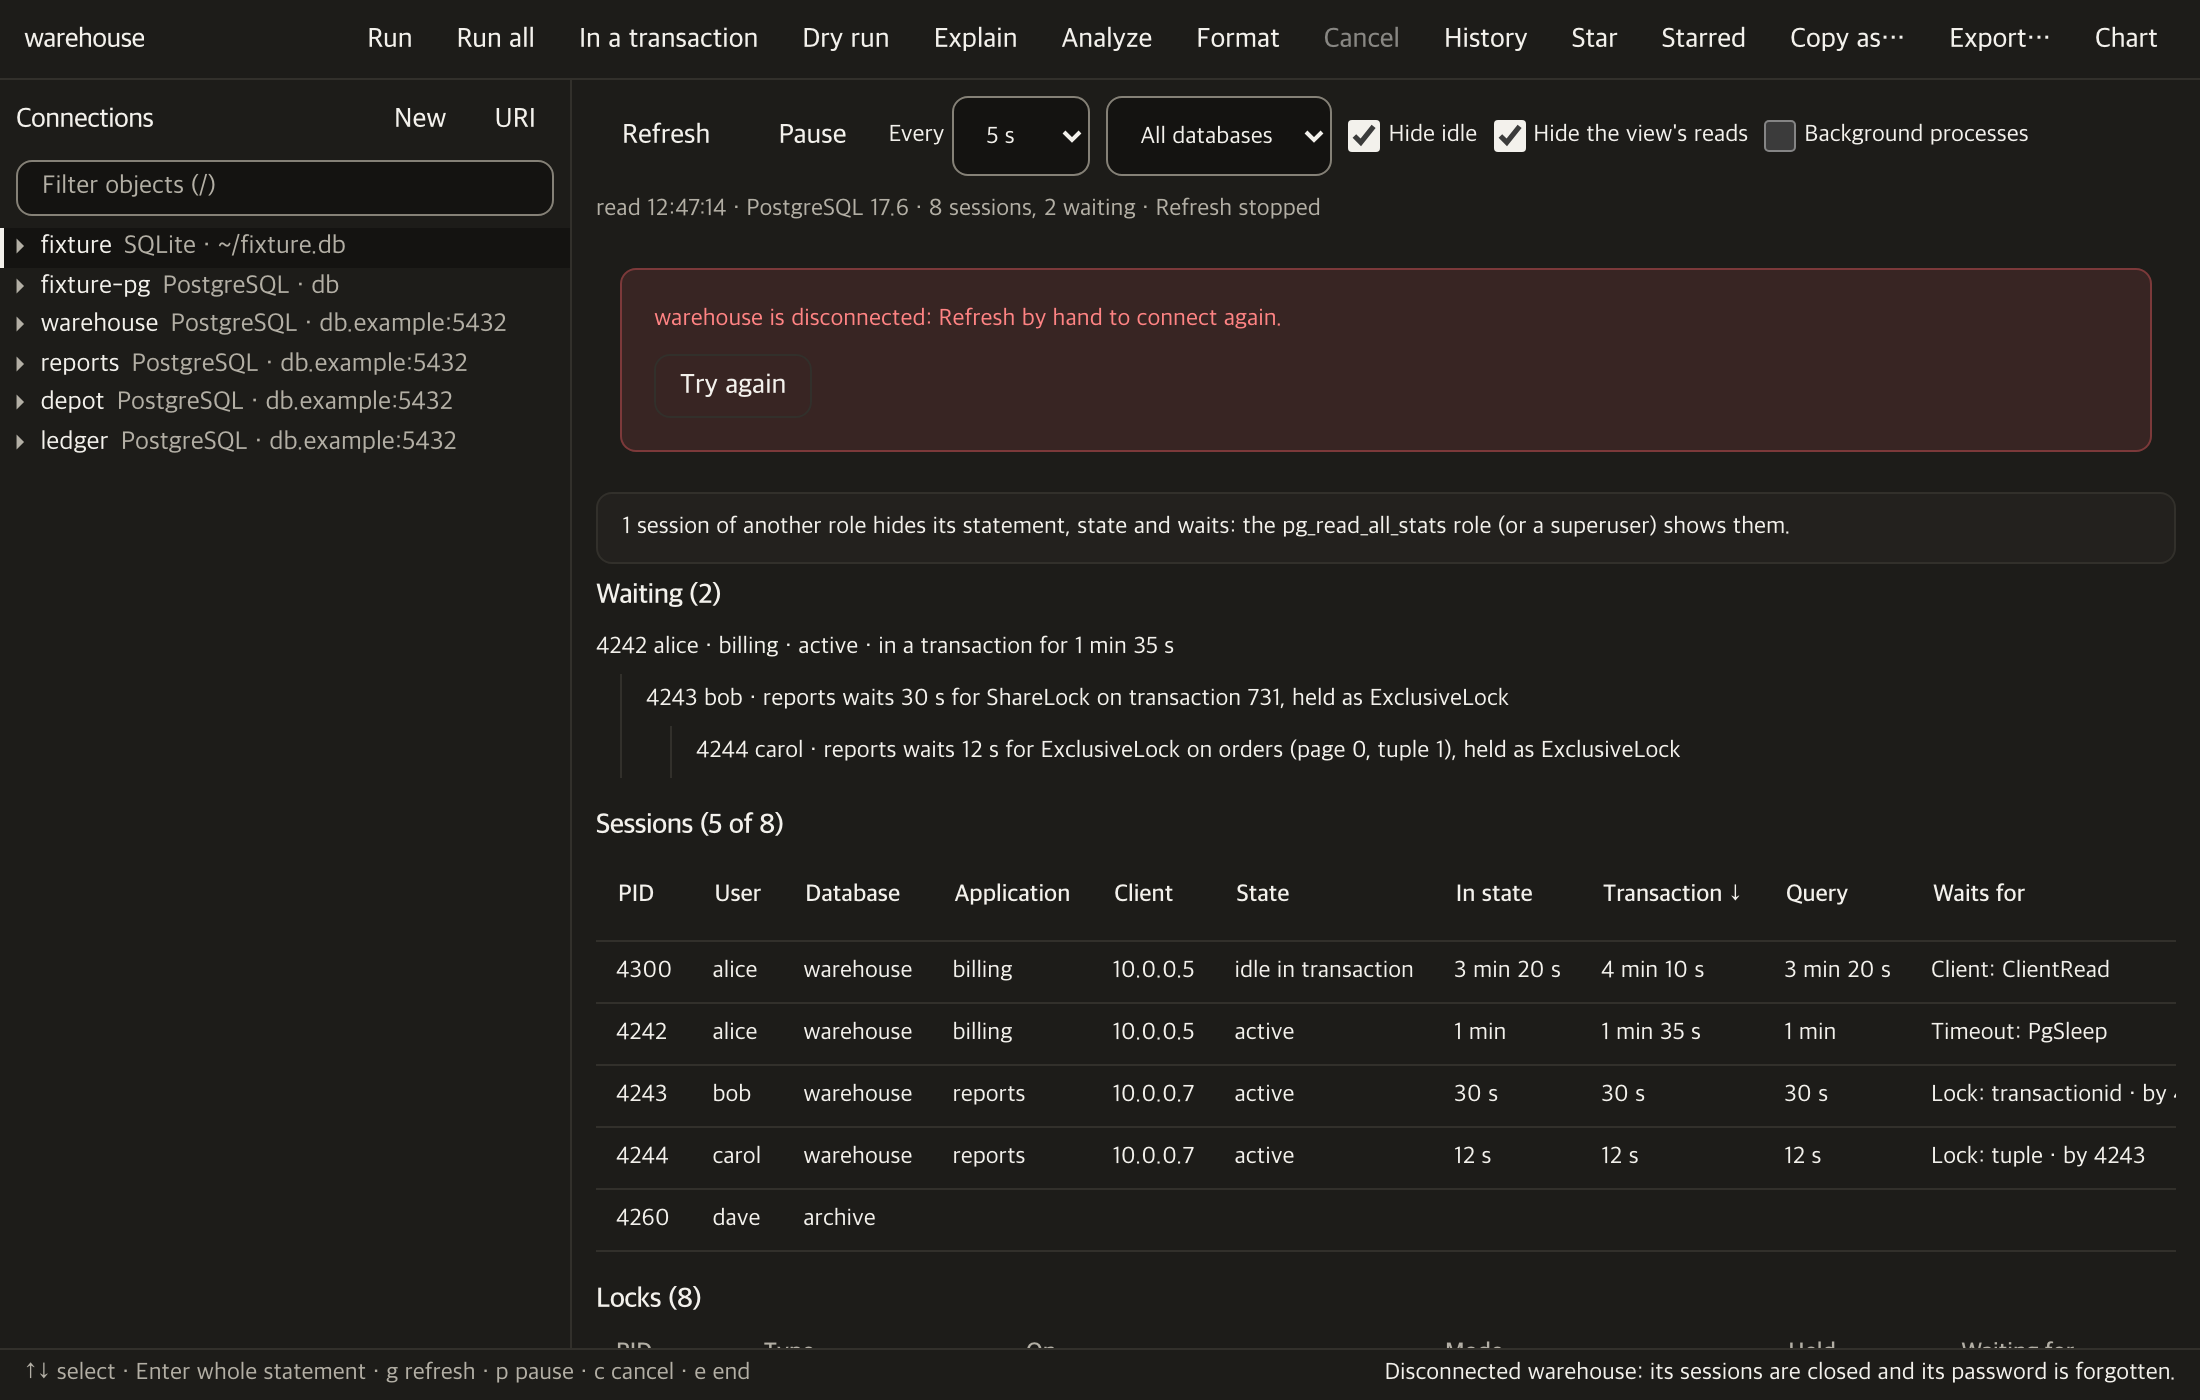 warehouse Run Run all In a transaction Dry run Explain Analyze Format Cancel History Star Starred Copy as… Export… Chart
Connections New URI
Filter objects (/)
fixture SQLite · ~/fixture.db
fixture-pg PostgreSQL · db
warehouse PostgreSQL · db.example:5432
reports PostgreSQL · db.example:5432
depot PostgreSQL · db.example:5432
ledger PostgreSQL · db.example:5432
Refresh Pause Every 5 s All databases Hide idle Hide the view's reads Background processes
read 12:47:14 · PostgreSQL 17.6 · 8 sessions, 2 waiting · Refresh stopped
warehouse is disconnected: Refresh by hand to connect again.
Try again
1 session of another role hides its statement, state and waits: the pg_read_all_stats role (or a superuser) shows them.
Waiting (2)
4242 alice · billing · active · in a transaction for 1 min 35 s
4243 bob · reports waits 30 s for ShareLock on transaction 731, held as ExclusiveLock
4244 carol · reports waits 12 s for ExclusiveLock on orders (page 0, tuple 1), held as ExclusiveLock
Sessions (5 of 8)
PID User Database Application Client State In state Transaction ↓ Query Waits for
4300 alice warehouse billing 10.0.0.5 idle in transaction 3 min 20 s 4 min 10 s 3 min 20 s Client: ClientRead
4242 alice warehouse billing 10.0.0.5 active 1 min 1 min 35 s 1 min Timeout: PgSleep
4243 bob warehouse reports 10.0.0.7 active 30 s 30 s 30 s Lock: transactionid · by
4244 carol warehouse reports 10.0.0.7 active 12 s 12 s 12 s Lock: tuple · by 4243
4260 dave archive
Locks (8)
PID Type On Mode Held Waiting for
↑↓ select · Enter whole statement · g refresh · p pause · c cancel · e end
Disconnected warehouse: its sessions are closed and its password is forgotten.